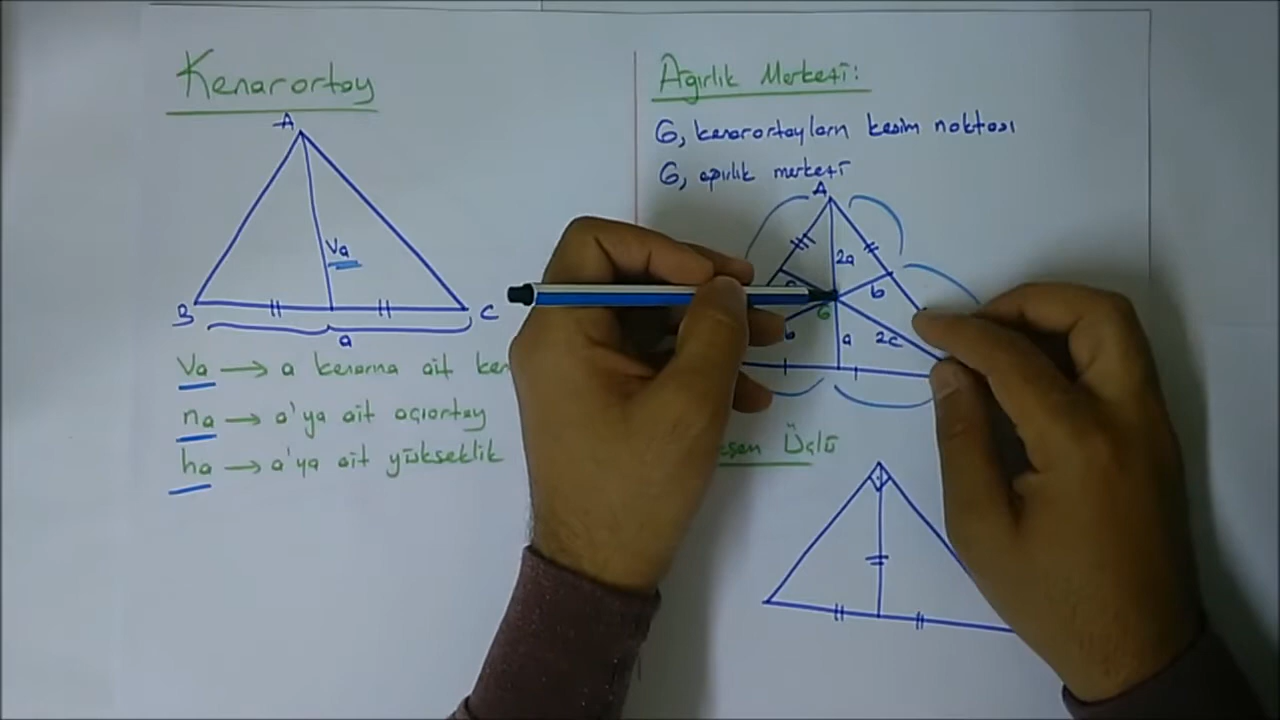 Kenarortay
A
Va
B
C
a
Va → a kenarına ait
na → a'ya ait açıortay
ha → a'ya ait yükseklik
Ağırlık Merkezi:
G, kenarortayların kesim noktası
G, ağırlık merkezi
A
2a
b
G
b
a
2c
Üçlü